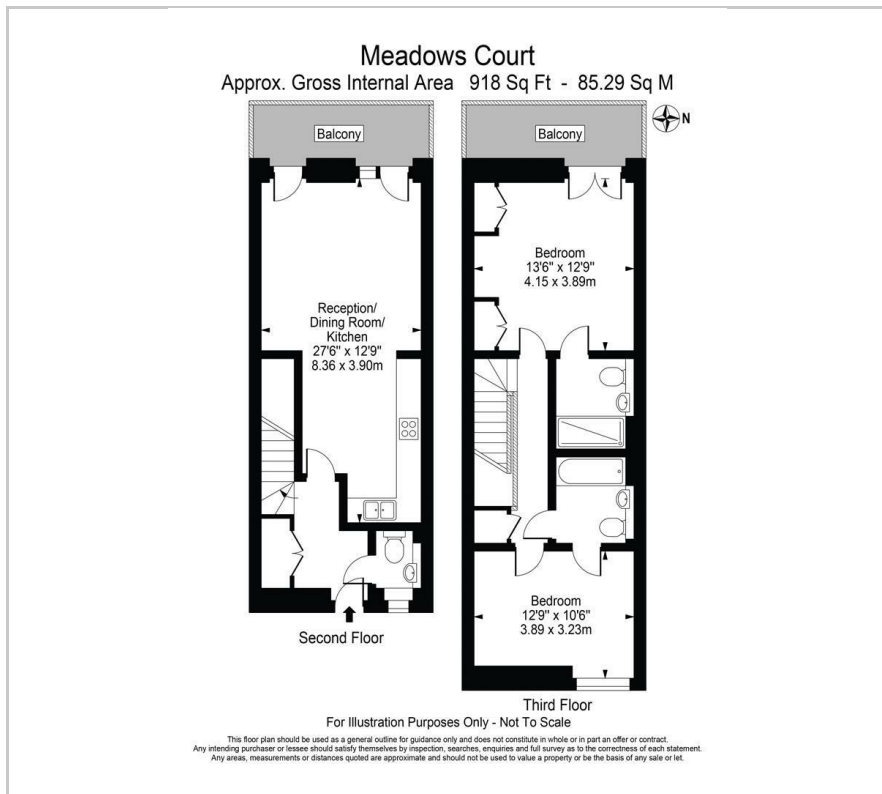 Meadows Court
Approx. Gross Internal Area 918 Sq Ft - 85.29 Sq M
Balcony
Balcony
N
Reception/
Dining Room/
Kitchen
27'6" x 12'9"
8.36 x 3.90m
Second Floor
Bedroom
13'6" x 12'9"
4.15 x 3.89m
Bedroom
12'9" x 10'6"
3.89 x 3.23m
Third Floor
For Illustration Purposes Only - Not To Scale
This floor plan should be used as a general outline for guidance only and does not constitute in whole or in part an offer or contract.
Any intending purchaser or lessee should satisfy themselves by inspection, searches, enquiries and full survey as to the correctness of each statement.
Any areas, measurements or distances quoted are approximate and should not be used to value a property or be the basis of any sale or let.